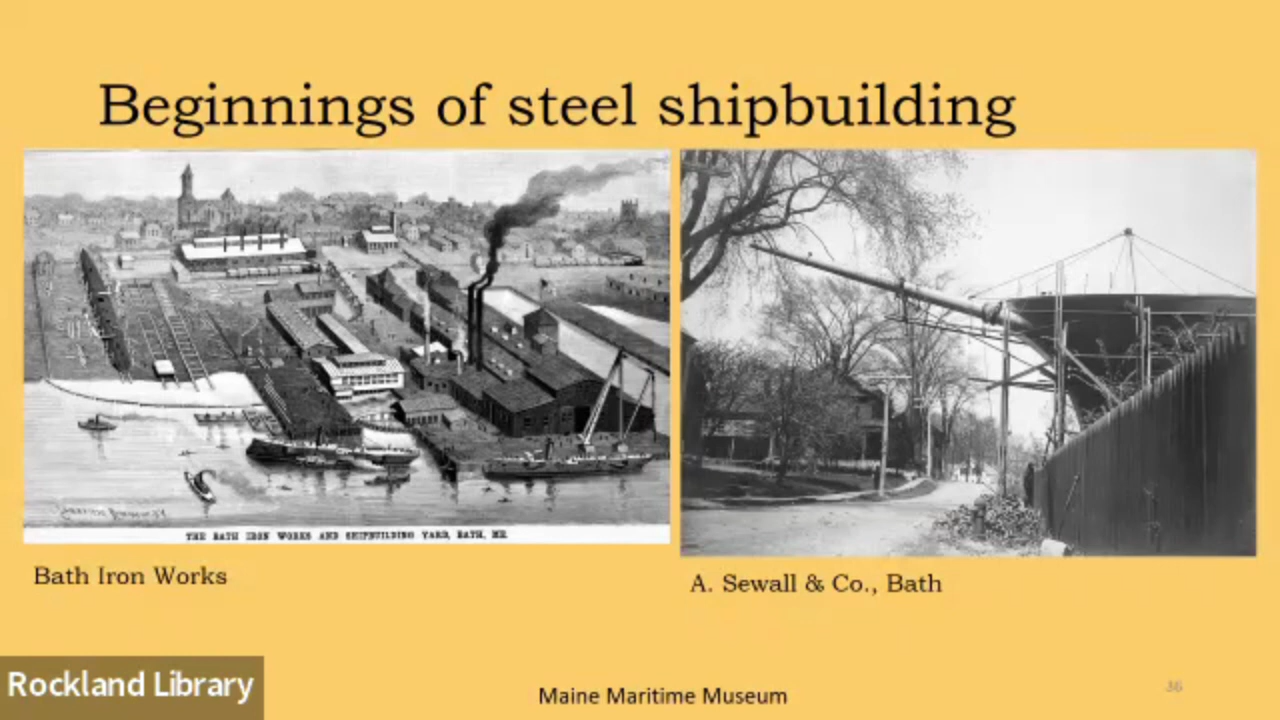 Beginnings of steel shipbuilding
THE BATH IRON WORKS AND SHIPBUILDING YARD, BATH, ME.
Bath Iron Works
A. Sewall & Co., Bath
Rockland Library
Maine Maritime Museum
36